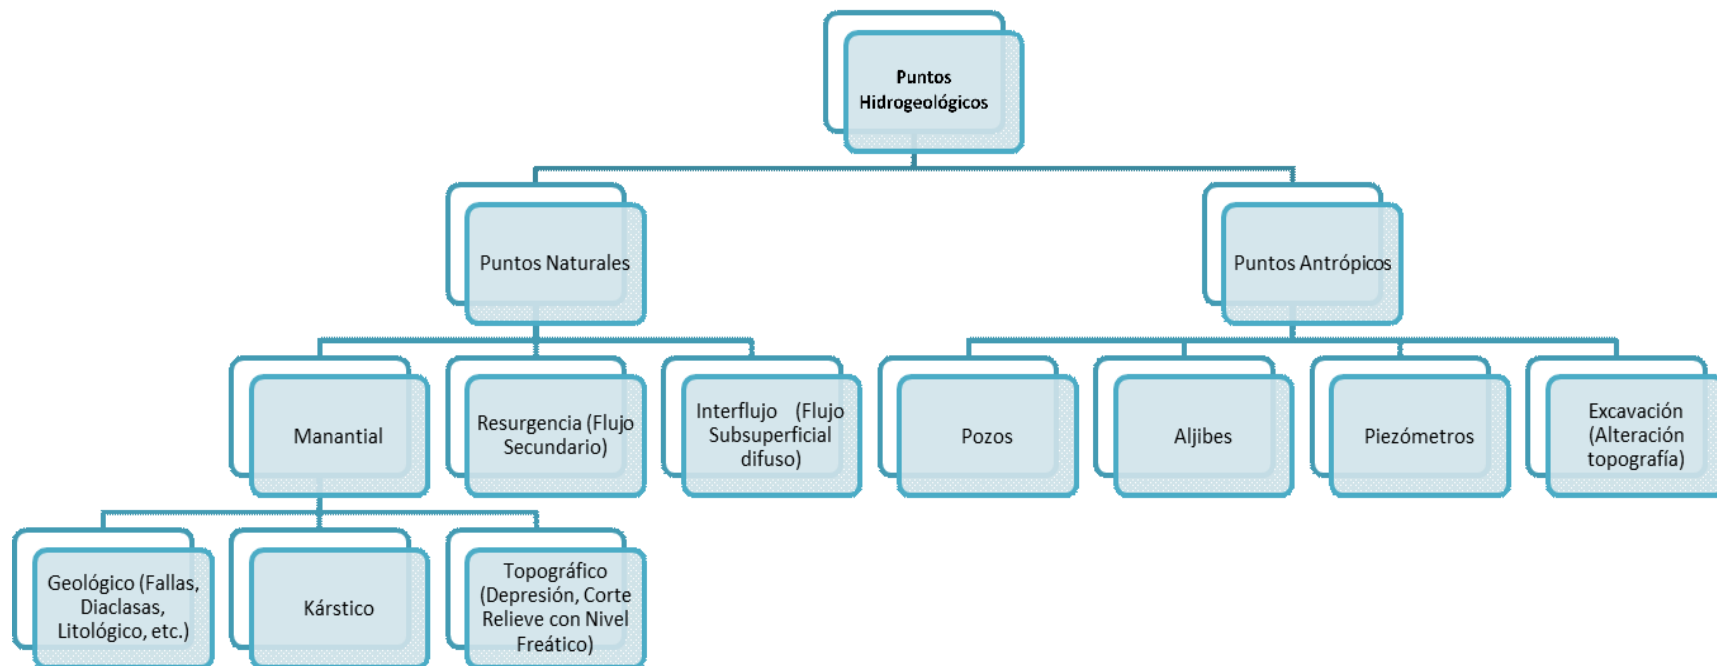 Puntos
Hidrogeológicos
Puntos Naturales
Puntos Antrópicos
Manantial
Resurgencia (Flujo
Secundario)
Interflujo (Flujo
Subsuperficial
difuso)
Pozos
Aljibes
Piezómetros
Excavación
(Alteración
topografía)
Geológico (Fallas,
Diaclasas,
Litológico, etc.)
Kárstico
Topográfico
(Depresión, Corte
Relieve con Nivel
Freático)